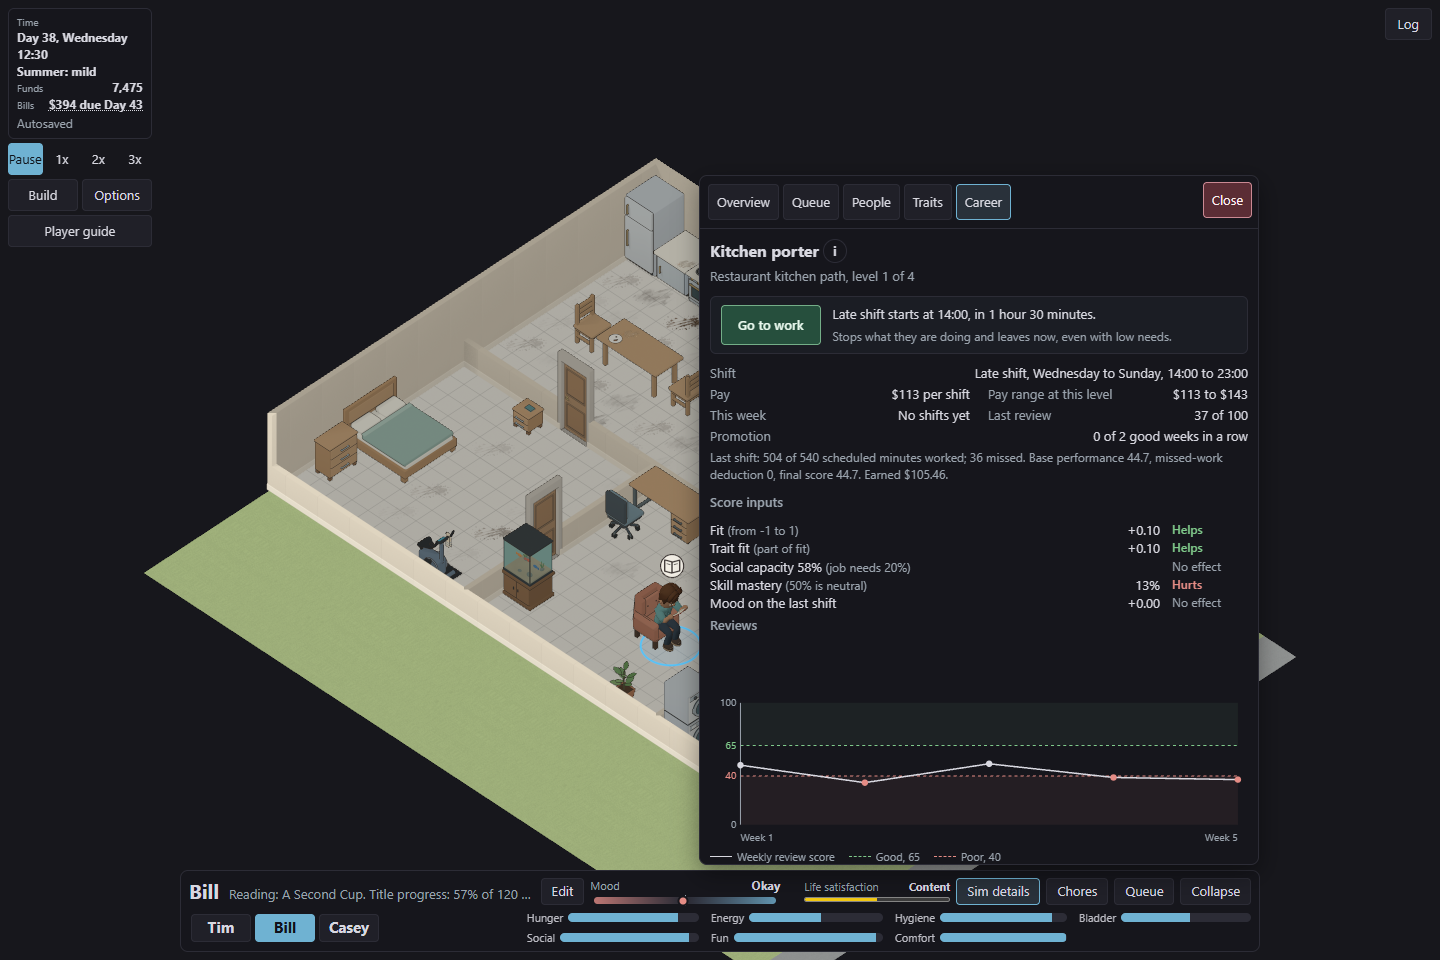 Time
Day 38, Wednesday
12:30
Summer: mild
Funds 7,475
Bills $394 due Day 43
Autosaved
Pause 1x 2x 3x
Build Options
Player guide
Log
Overview Queue People Traits Career Close
Kitchen porter i
Restaurant kitchen path, level 1 of 4
Go to work
Late shift starts at 14:00, in 1 hour 30 minutes.
Stops what they are doing and leaves now, even with low needs.
Shift Late shift, Wednesday to Sunday, 14:00 to 23:00
Pay $113 per shift Pay range at this level $113 to $143
This week No shifts yet Last review 37 of 100
Promotion 0 of 2 good weeks in a row
Last shift: 504 of 540 scheduled minutes worked; 36 missed. Base performance 44.7, missed-work
deduction 0, final score 44.7. Earned $105.46.
Score inputs
Fit (from -1 to 1) +0.10 Helps
Trait fit (part of fit) +0.10 Helps
Social capacity 58% (job needs 20%) No effect
Skill mastery (50% is neutral) 13% Hurts
Mood on the last shift +0.00 No effect
Reviews
100
65
40
0
Week 1 Week 5
Weekly review score Good, 65 Poor, 40
Bill Reading: A Second Cup. Title progress: 57% of 120 ... Edit
Mood Okay Life satisfaction Content Sim details Chores Queue Collapse
Tim Bill Casey
Hunger Energy Hygiene Bladder
Social Fun Comfort